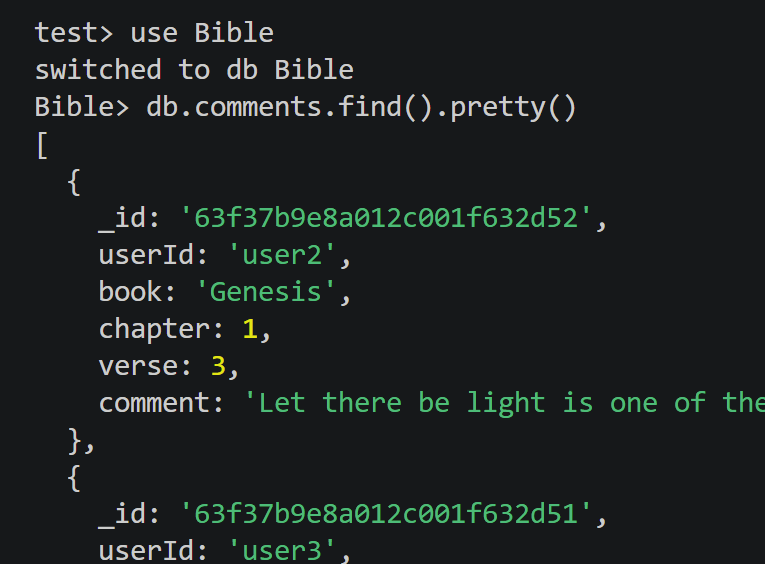 test> use Bible
switched to db Bible
Bible> db.comments.find().pretty()
[
{
_id: '63f37b9e8a012c001f632d52',
userId: 'user2',
book: 'Genesis',
chapter: 1,
verse: 3,
comment: 'Let there be light is one of the
},
{
_id: '63f37b9e8a012c001f632d51',
userId: 'user3',